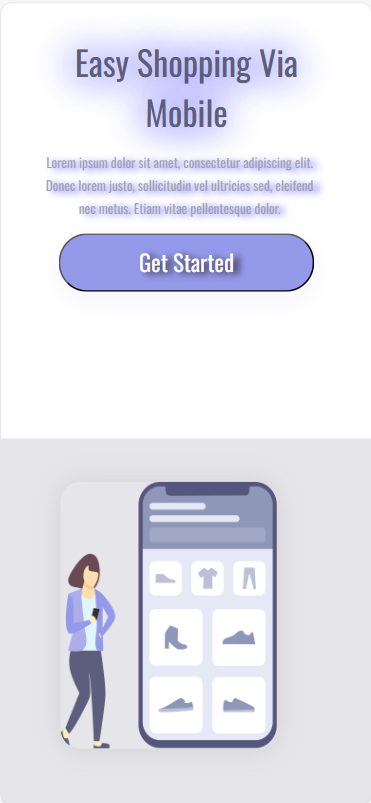 Easy Shopping Via
Mobile
Lorem ipsum dolor sit amet, consectetur adipiscing elit.
Donec lorem justo, sollicitudin vel ultricies sed, eleifend
nec metus. Etiam vitae pellentesque dolor.
Get Started